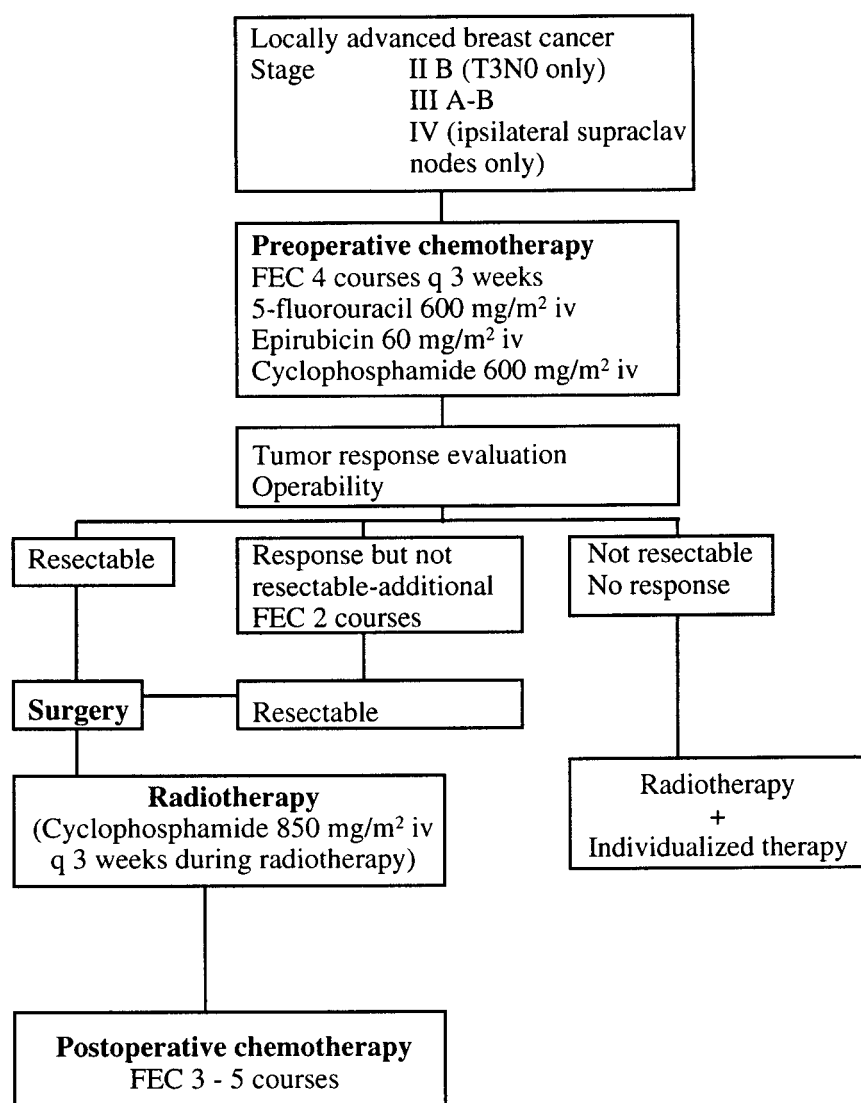 Locally advanced breast cancer
Stage II B (T3N0 only)
III A-B
IV (ipsilateral supraclav
nodes only)
Preoperative chemotherapy
FEC 4 courses q 3 weeks
5-fluorouracil 600 mg/m² iv
Epirubicin 60 mg/m² iv
Cyclophosphamide 600 mg/m² iv
Tumor response evaluation
Operability
Resectable
Response but not
resectable-additional
FEC 2 courses
Not resectable
No response
Surgery
Resectable
Radiotherapy
(Cyclophosphamide 850 mg/m² iv
q 3 weeks during radiotherapy)
Radiotherapy
+
Individualized therapy
Postoperative chemotherapy
FEC 3 - 5 courses